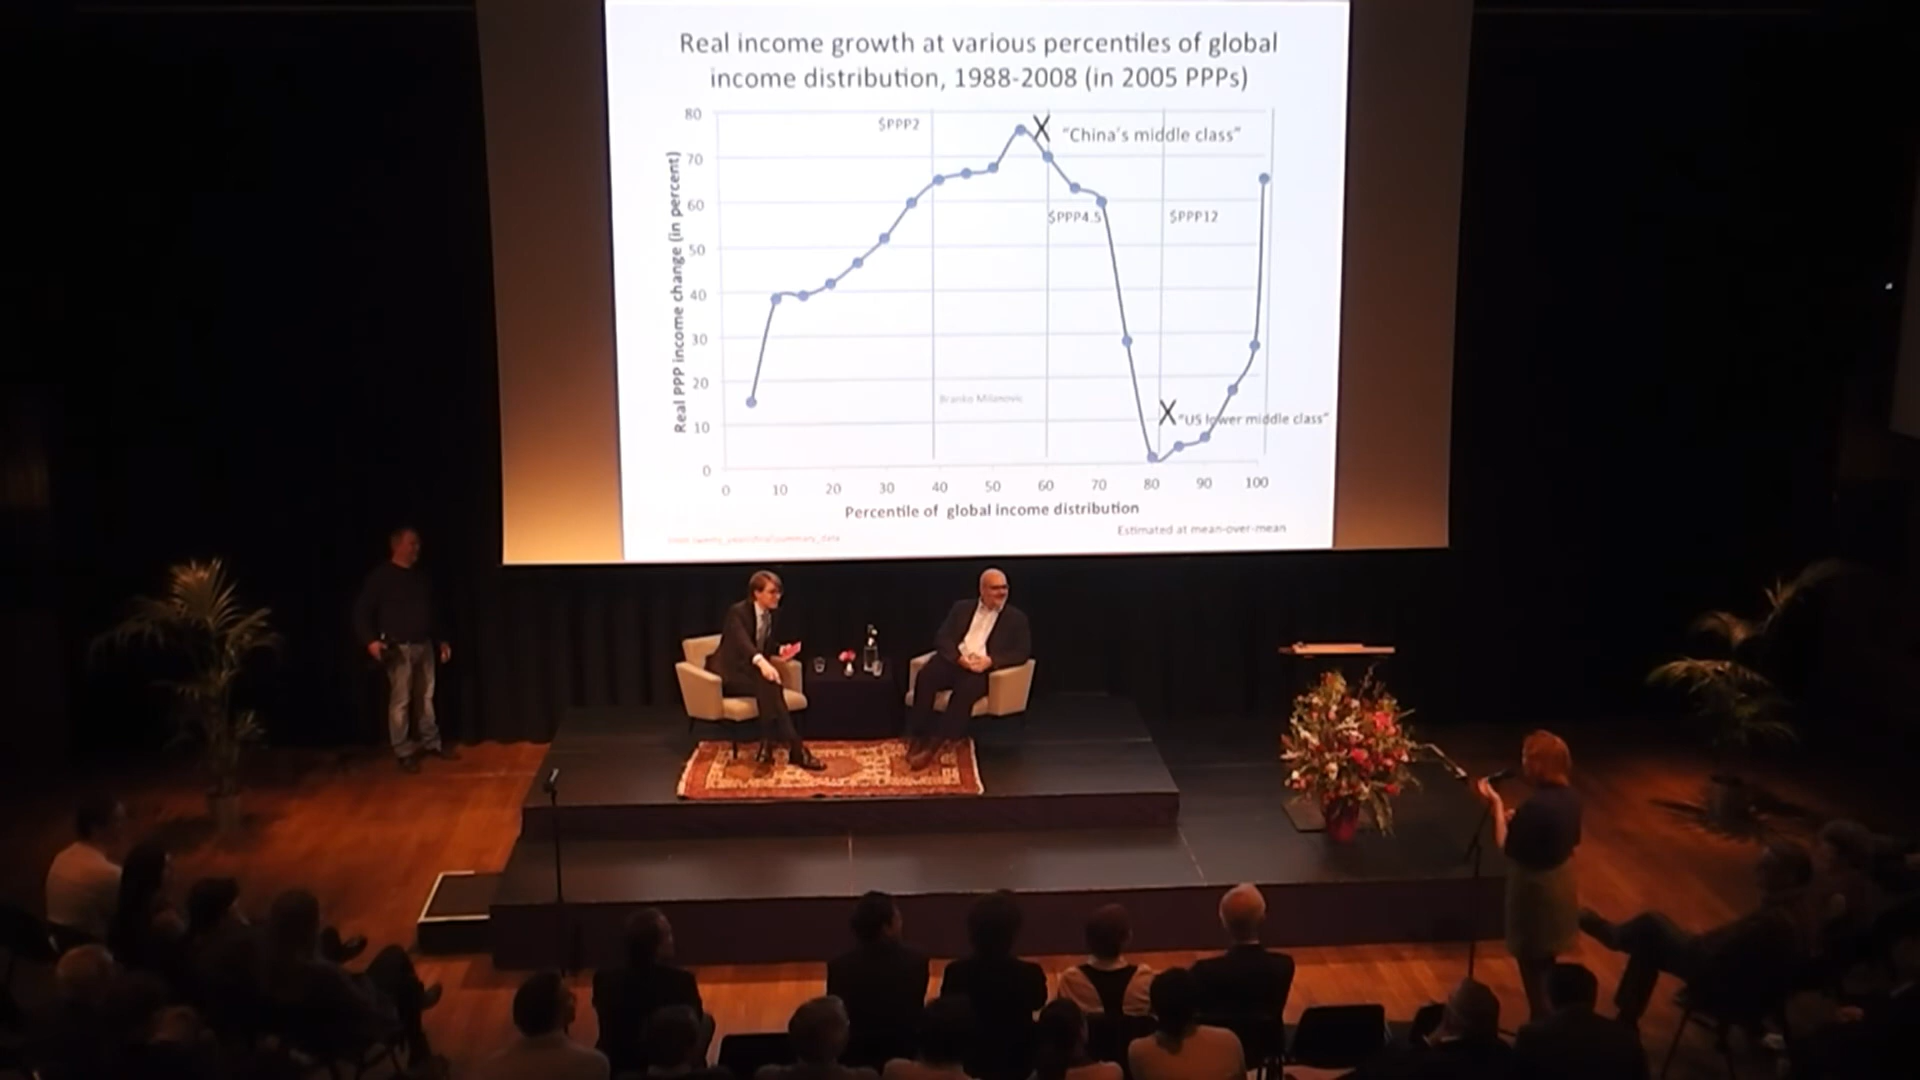 Real income growth at various percentiles of global
income distribution, 1988-2008 (in 2005 PPPs)
Real PPP income change (in percent)
80
70
60
50
40
30
20
10
0
$PPP2
X "China's middle class"
$PPP4.5
$PPP12
Branko Milanovic
X "US lower middle class"
0 10 20 30 40 50 60 70 80 90 100
Percentile of global income distribution
Estimated at mean-over-mean